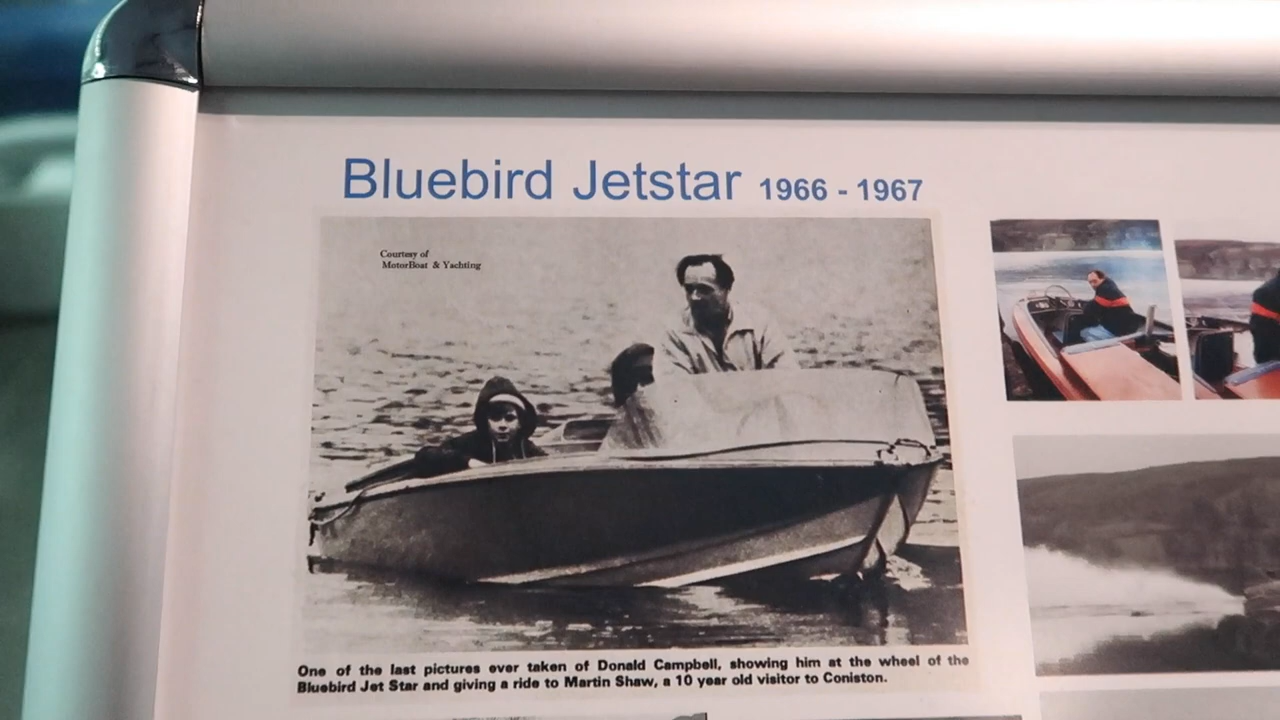 Bluebird Jetstar 1966 - 1967
Courtesy of
MotorBoat & Yachting
One of the last pictures ever taken of Donald Campbell, showing him at the wheel of the
Bluebird Jet Star and giving a ride to Martin Shaw, a 10 year old visitor to Coniston.